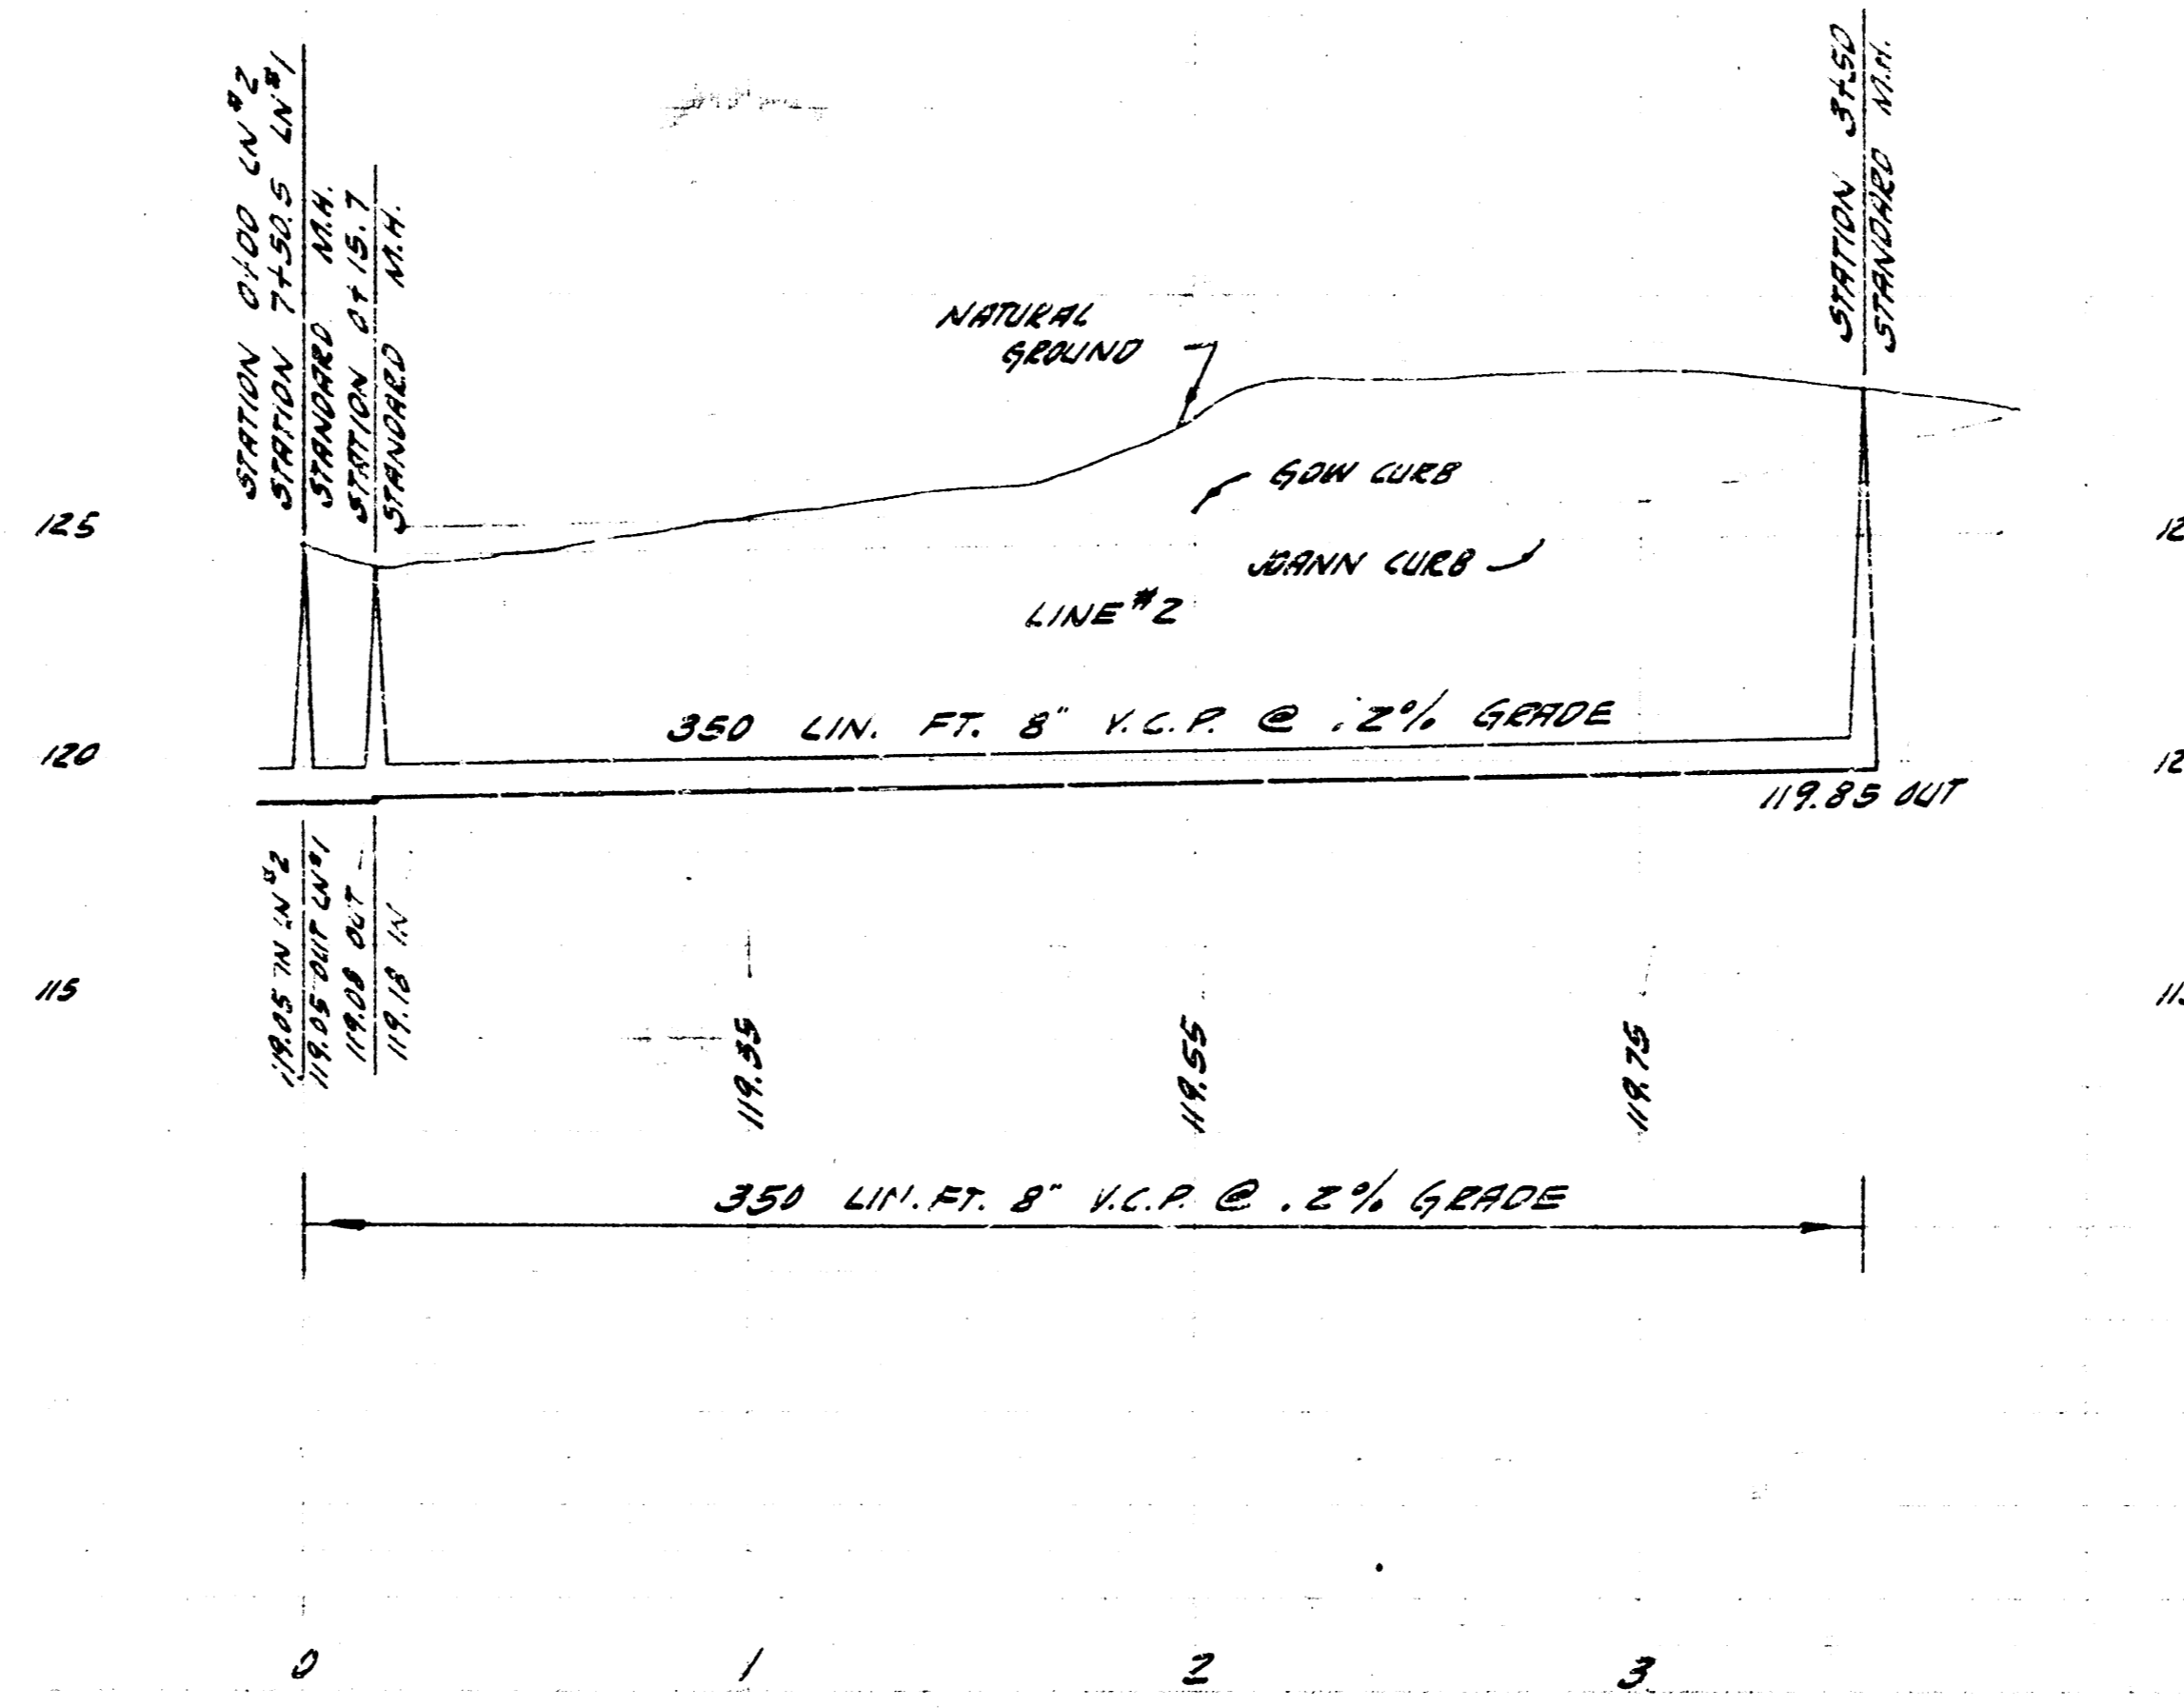 STATION 0+00 LN #2
STATION 7+50.5 LN #1
STANDARD M.H.
STATION 0+15.7
STANDARD M.H.
STATION 3+50
STANDARD M.H.
NATURAL
GROUND
GOW CURB
JOANN CURB
LINE #2
125
120
115
350 LIN. FT. 8" V.C.P. @ .2% GRADE
119.85 OUT
119.05 IN LN #2
119.05 OUT LN #1
119.08 OUT
119.18 IN
119.35
119.55
119.75
350 LIN. FT. 8" V.C.P. @ .2% GRADE
0 1 2 3